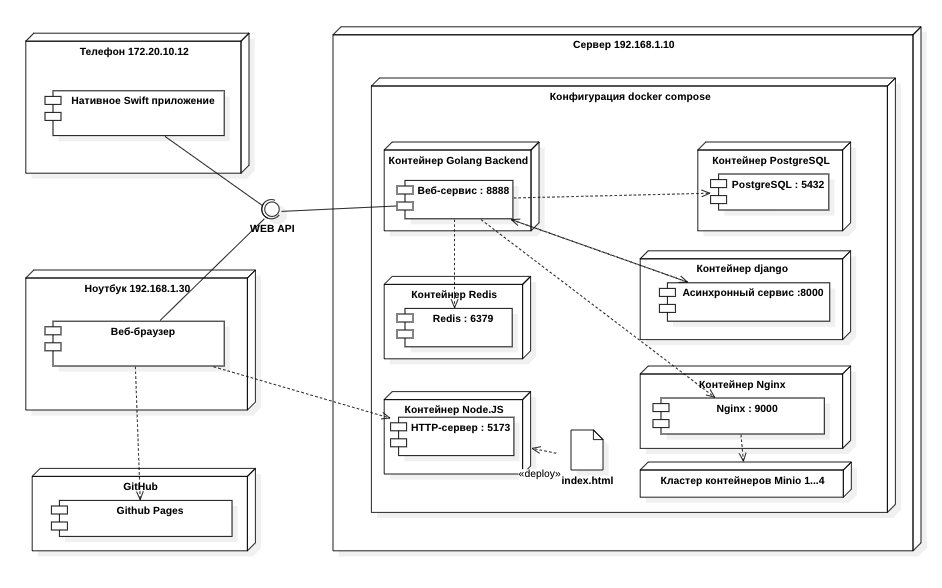 Телефон 172.20.10.12
Нативное Swift приложение
WEB API
Ноутбук 192.168.1.30
Веб-браузер
GitHub
Github Pages
Сервер 192.168.1.10
Конфигурация docker compose
Контейнер Golang Backend
Веб-сервис : 8888
Контейнер PostgreSQL
PostgreSQL : 5432
Контейнер django
Асинхронный сервис :8000
Контейнер Redis
Redis : 6379
Контейнер Nginx
Nginx : 9000
Контейнер Node.JS
HTTP-сервер : 5173
«deploy»
index.html
Кластер контейнеров Minio 1...4